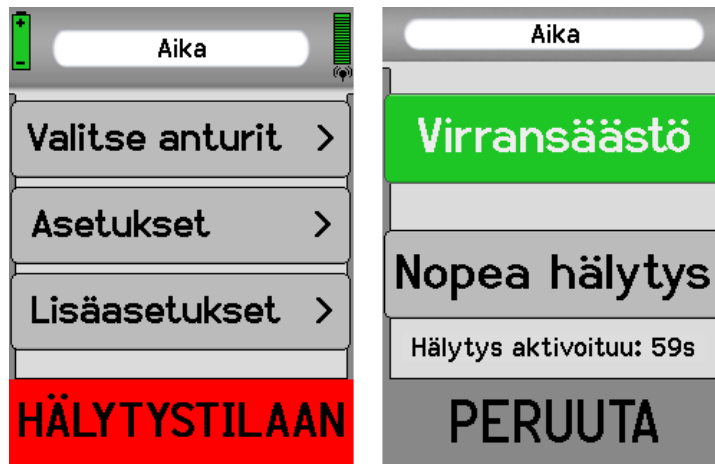 Aika
Valitse anturit >
Asetukset >
Lisäasetukset >
HÄLYTYSTILAAN
Aika
Virransäästö
Nopea hälytys
Hälytys aktivoituu: 59s
PERUUTA